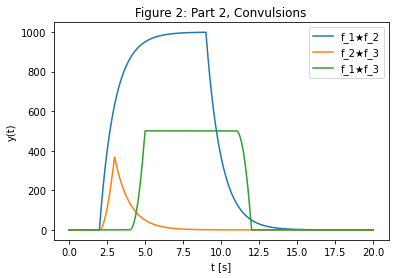 Figure 2: Part 2, Convulsions
f_1★f_2
f_2★f_3
f_1★f_3
y(t)
1000
800
600
400
200
0
0.0 2.5 5.0 7.5 10.0 12.5 15.0 17.5 20.0
t [s]